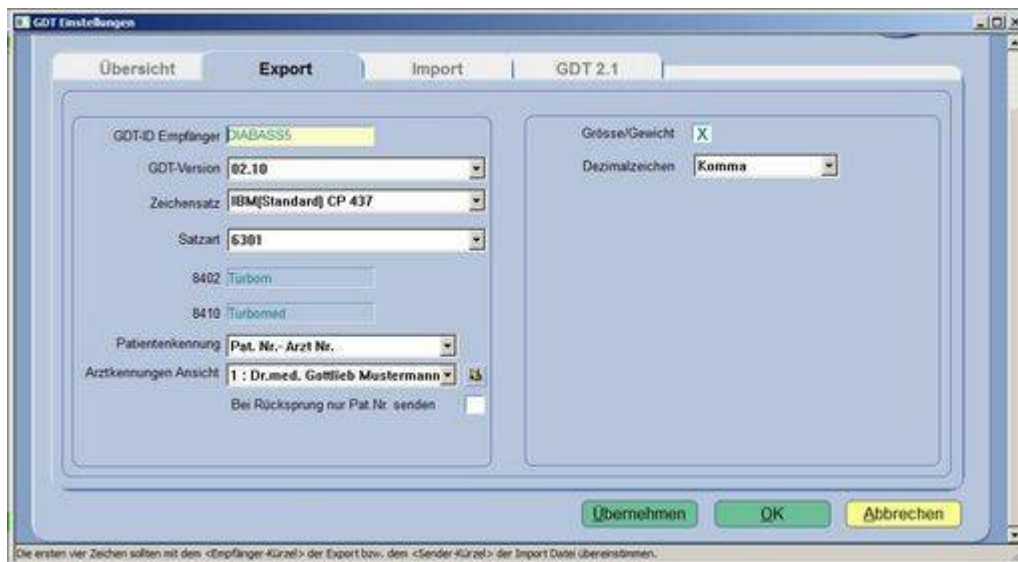 GDT Einstellungen
Übersicht Export Import GDT 2.1
GDT-ID Empfänger DIABASS5
GDT-Version 02.10
Zeichensatz IBM(Standard) CP 437
Satzart 6301
8402 Turbom
8410 Turbomed
Patientenkennung Pat. Nr.- Arzt Nr.
Arztkennungen Ansicht 1 : Dr.med. Gottlieb Mustermann
Bei Rücksprung nur Pat.Nr. senden
Grösse/Gewicht X
Dezimalzeichen Komma
Übernehmen OK Abbrechen
Die ersten vier Zeichen sollten mit dem <Empfänger-Kürzel> der Export bzw. dem <Sender-Kürzel> der Import Datei übereinstimmen.